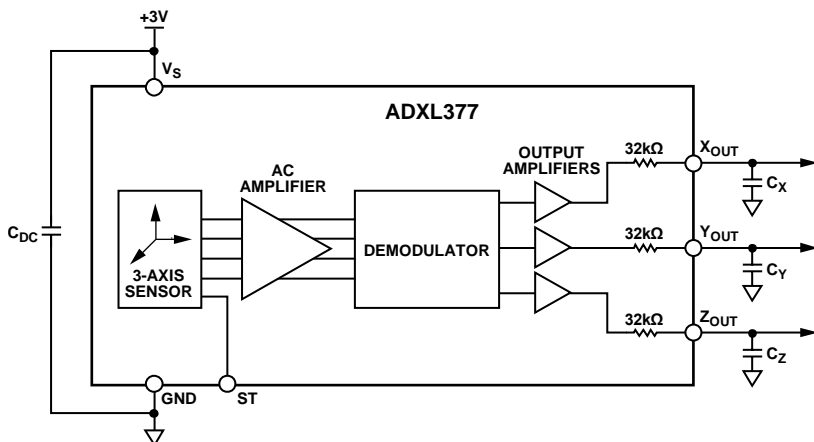 +3V
VS
ADXL377
OUTPUT
AMPLIFIERS
32kΩ
XOUT
AC
AMPLIFIER
CX
CDC
3-AXIS
SENSOR
DEMODULATOR
32kΩ
YOUT
CY
32kΩ
ZOUT
CZ
GND
ST